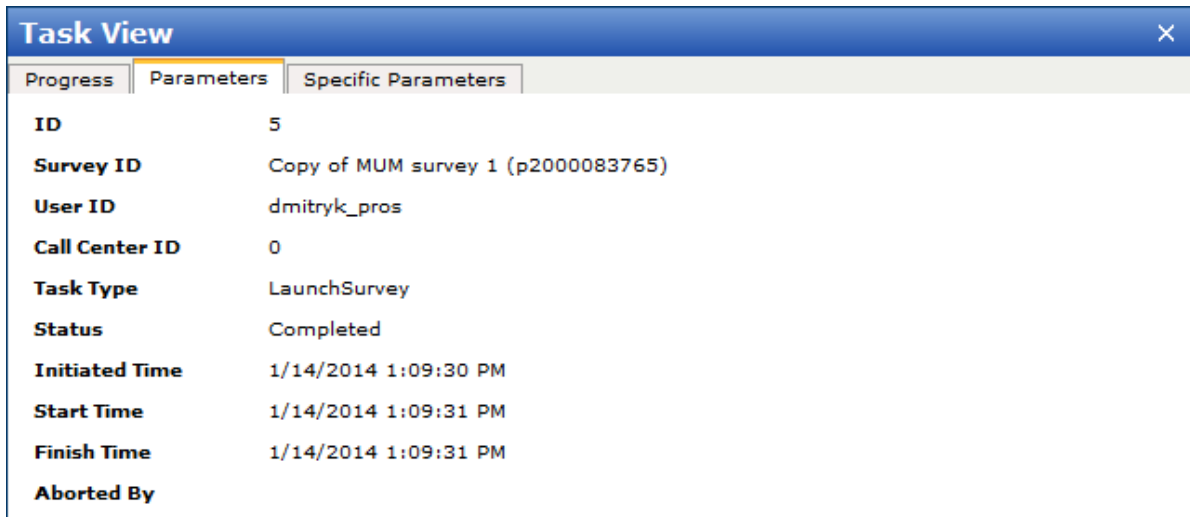 Task View
Progress Parameters Specific Parameters
ID 5
Survey ID Copy of MUM survey 1 (p2000083765)
User ID dmitryk_pros
Call Center ID 0
Task Type LaunchSurvey
Status Completed
Initiated Time 1/14/2014 1:09:30 PM
Start Time 1/14/2014 1:09:31 PM
Finish Time 1/14/2014 1:09:31 PM
Aborted By